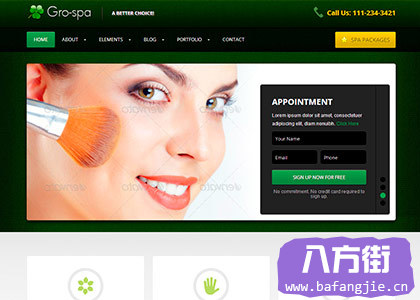 Gro-spa
A BETTER CHOICE!
Call Us: 111-234-3421
HOME ABOUT ELEMENTS BLOG PORTFOLIO CONTACT
SPA PACKAGES
APPOINTMENT
Lorem ipsum dolor sit amet, consectetuer
adipiscing elit, diam nonumibh. Click Here
Your Name
Email Phone
SIGN UP NOW FOR FREE
No commitment. No credit card required to
sign up.
八方街
www.bafangjie.cn